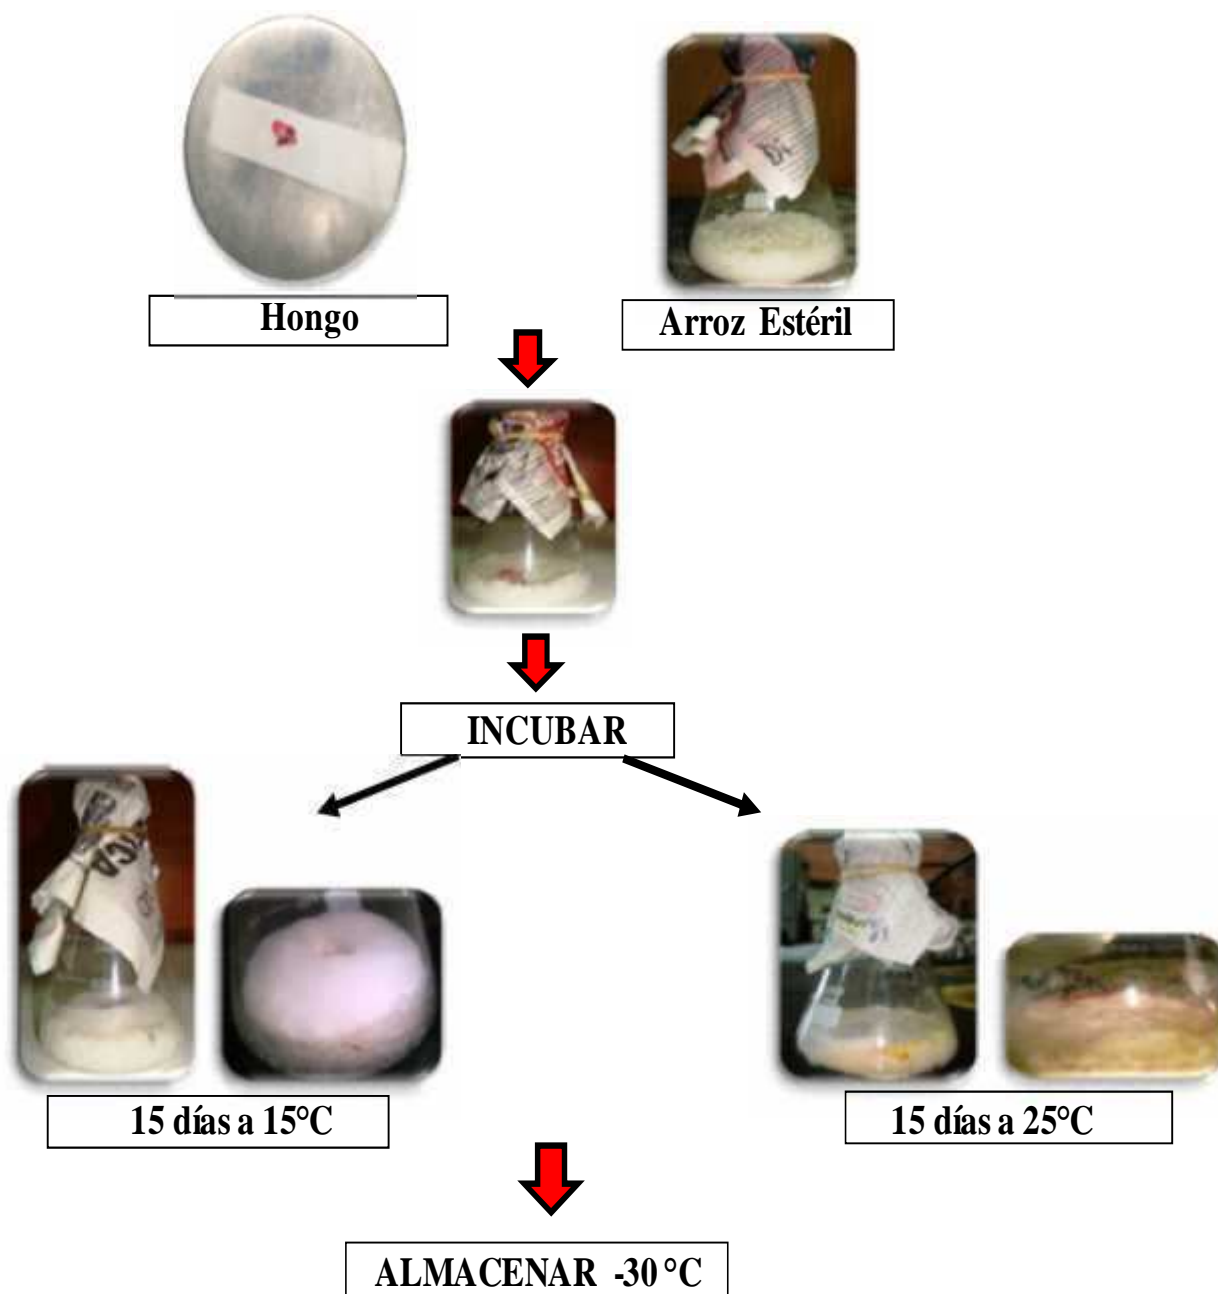 Hongo
Arroz Estéril
INCUBAR
15 días a 15°C
15 días a 25°C
ALMACENAR -30 °C